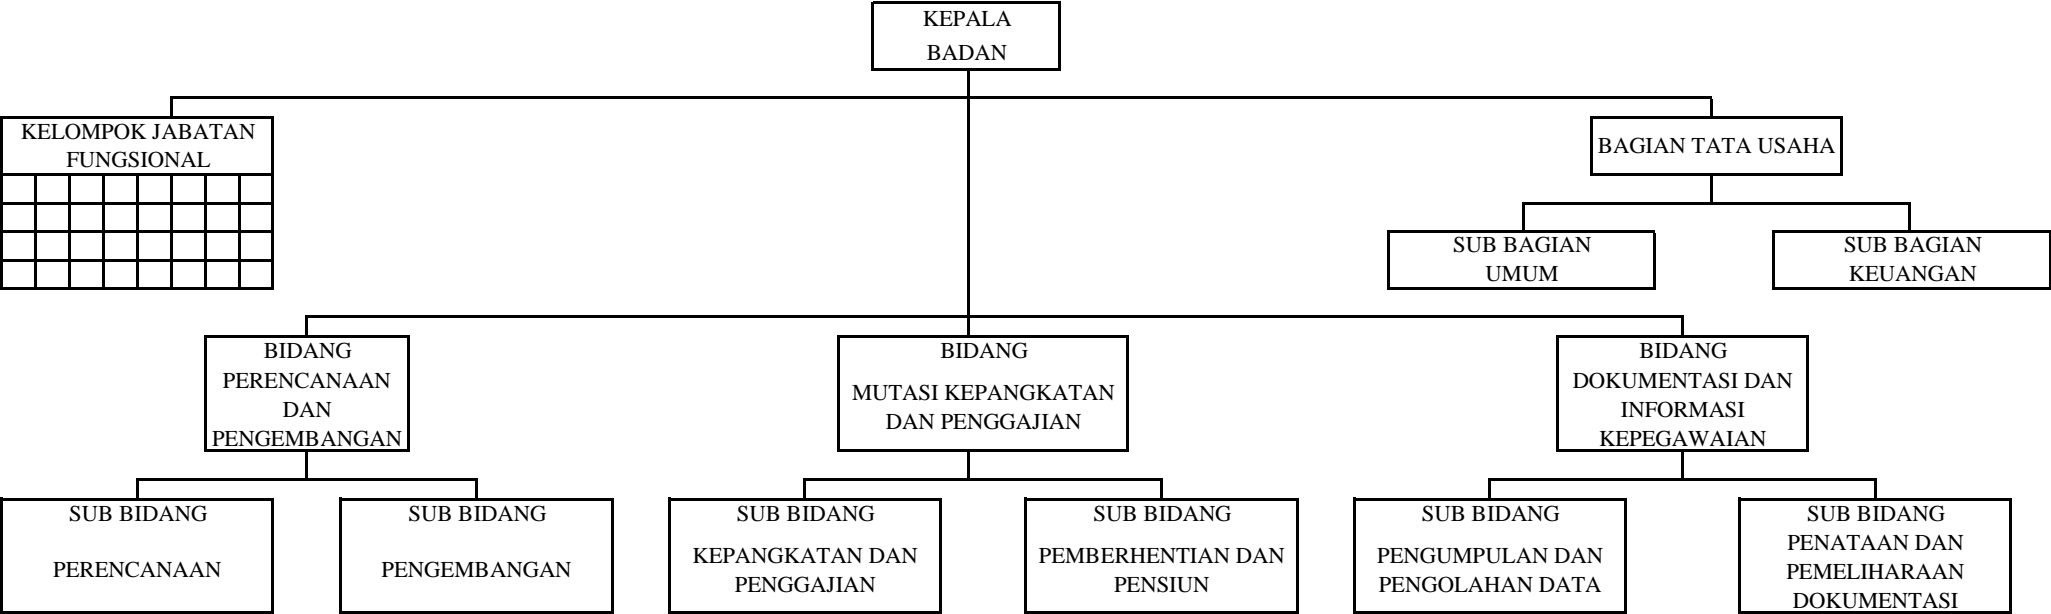 KEPALA
BADAN
KELOMPOK JABATAN
FUNGSIONAL
BAGIAN TATA USAHA
SUB BAGIAN
UMUM
SUB BAGIAN
KEUANGAN
BIDANG
PERENCANAAN
DAN
PENGEMBANGAN
BIDANG
MUTASI KEPANGKATAN
DAN PENGGAJIAN
BIDANG
DOKUMENTASI DAN
INFORMASI
KEPEGAWAIAN
SUB BIDANG
PERENCANAAN
SUB BIDANG
PENGEMBANGAN
SUB BIDANG
KEPANGKATAN DAN
PENGGAJIAN
SUB BIDANG
PEMBERHENTIAN DAN
PENSIUN
SUB BIDANG
PENGUMPULAN DAN
PENGOLAHAN DATA
SUB BIDANG
PENATAAN DAN
PEMELIHARAAN
DOKUMENTASI